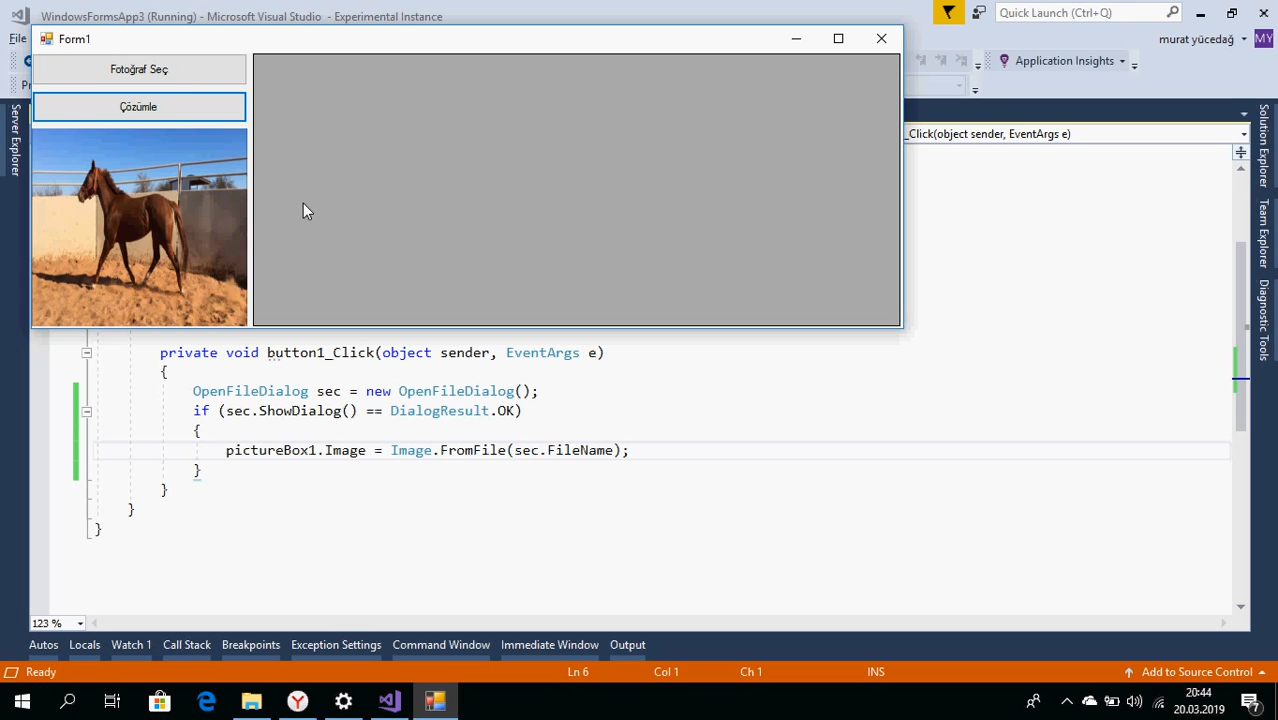 WindowsFormsApp3 (Running) - Microsoft Visual Studio - Experimental Instance
Quick Launch (Ctrl+Q)
File
murat yücedağ
MY
Form1
Application Insights
Fotoğraf Seç
Çözümle
_Click(object sender, EventArgs e)
Server Explorer
Solution Explorer
Team Explorer
Diagnostic Tools
private void button1_Click(object sender, EventArgs e)
{
OpenFileDialog sec = new OpenFileDialog();
if (sec.ShowDialog() == DialogResult.OK)
{
pictureBox1.Image = Image.FromFile(sec.FileName);
}
}
}
}
123 %
Autos Locals Watch 1 Call Stack Breakpoints Exception Settings Command Window Immediate Window Output
Ready Ln 6 Col 1 Ch 1 INS Add to Source Control
20:44
20.03.2019
7